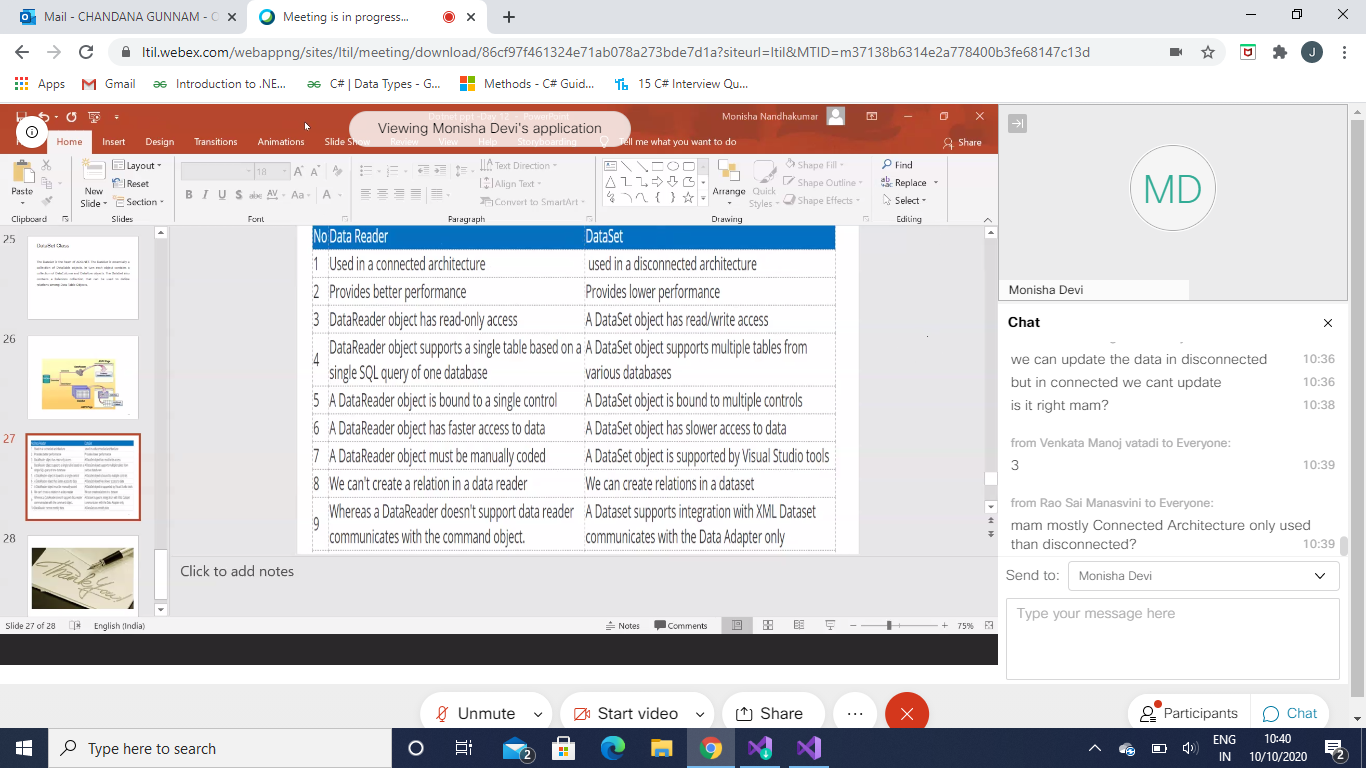 Mail - CHANDANA GUNNAM - O
Meeting is in progress...
ltil.webex.com/webappng/sites/ltil/meeting/download/86cf97f461324e71ab078a273bde7d1a?siteurl=ltil&MTID=m37138b6314e2a778400b3fe68147c13d
J
Apps
Gmail
Introduction to .NE...
C# | Data Types - G...
Methods - C# Guid...
15 C# Interview Qu...
Viewing Monisha Devi's application
Monisha Nandhakumar
Home Insert Design Transitions Animations Slide Show Review View Help Storyboarding Tell me what you want to do Share
Paste
Clipboard
New
Slide
Layout
Reset
Section
Slides
18
B I U S abc AV Aa A
Font
Text Direction
Align Text
Convert to SmartArt
Paragraph
Arrange
Quick
Styles
Shape Fill
Shape Outline
Shape Effects
Drawing
Find
Replace
Select
Editing
25
DataSet Class
26
27
28
Thank You
No Data Reader DataSet
1 Used in a connected architecture used in a disconnected architecture
2 Provides better performance Provides lower performance
3 DataReader object has read-only access A DataSet object has read/write access
4 DataReader object supports a single table based on a single SQL query of one database A DataSet object supports multiple tables from various databases
5 A DataReader object is bound to a single control A DataSet object is bound to multiple controls
6 A DataReader object has faster access to data A DataSet object has slower access to data
7 A DataReader object must be manually coded A DataSet object is supported by Visual Studio tools
8 We can't create a relation in a data reader We can create relations in a dataset
9 Whereas a DataReader doesn't support data reader communicates with the command object. A Dataset supports integration with XML Dataset communicates with the Data Adapter only
Click to add notes
Slide 27 of 28
English (India)
Notes
Comments
75%
MD
Monisha Devi
Chat
we can update the data in disconnected 10:36
but in connected we cant update 10:36
is it right mam? 10:38
from Venkata Manoj vatadi to Everyone:
3 10:39
from Rao Sai Manasvini to Everyone:
mam mostly Connected Architecture only used
than disconnected? 10:39
Send to: Monisha Devi
Type your message here
Unmute
Start video
Share
Participants
Chat
Type here to search
2
ENG
IN
10:40
10/10/2020
2